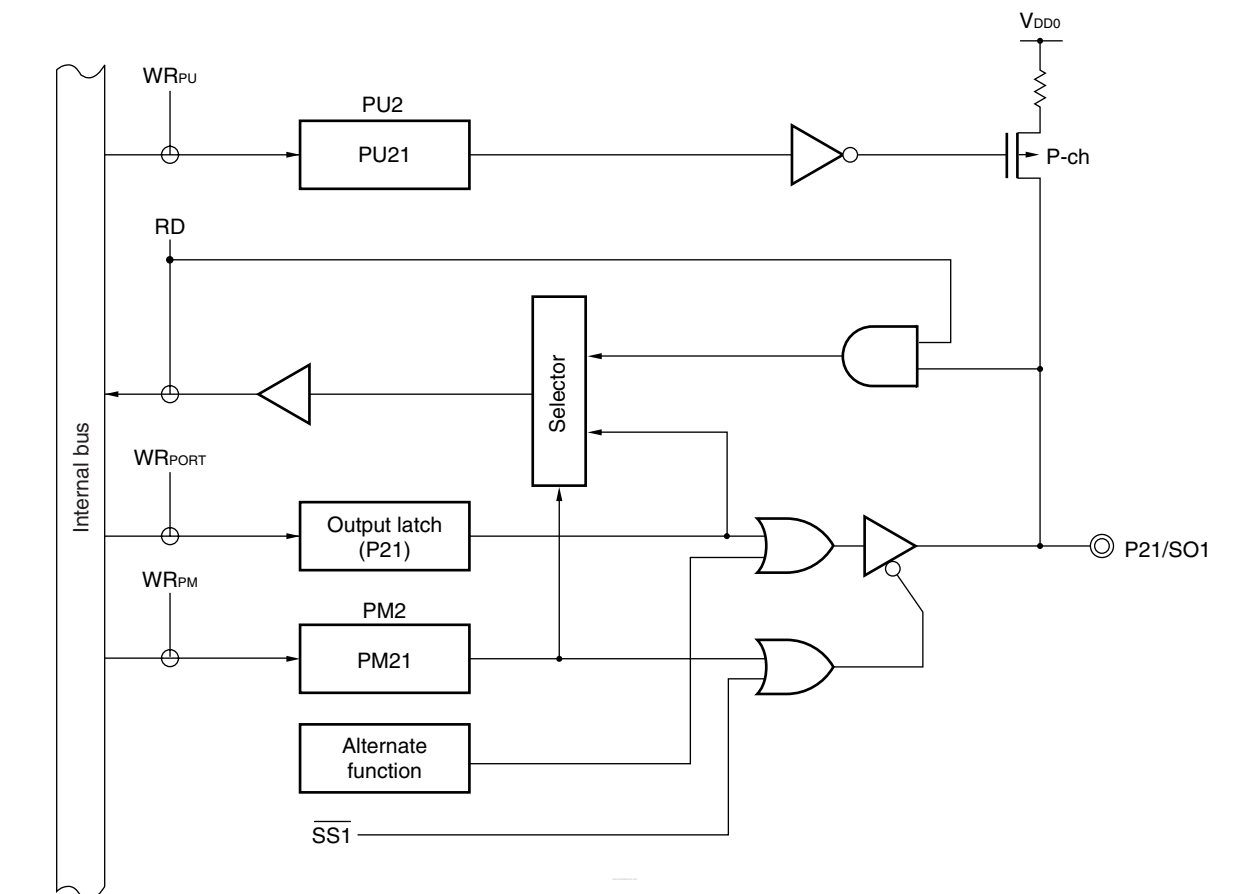 VDD0
WRPU
PU2
PU21
P-ch
RD
Selector
Internal bus
WRPORT
Output latch
(P21)
P21/SO1
WRPM
PM2
PM21
Alternate
function
S̅S̅1̅